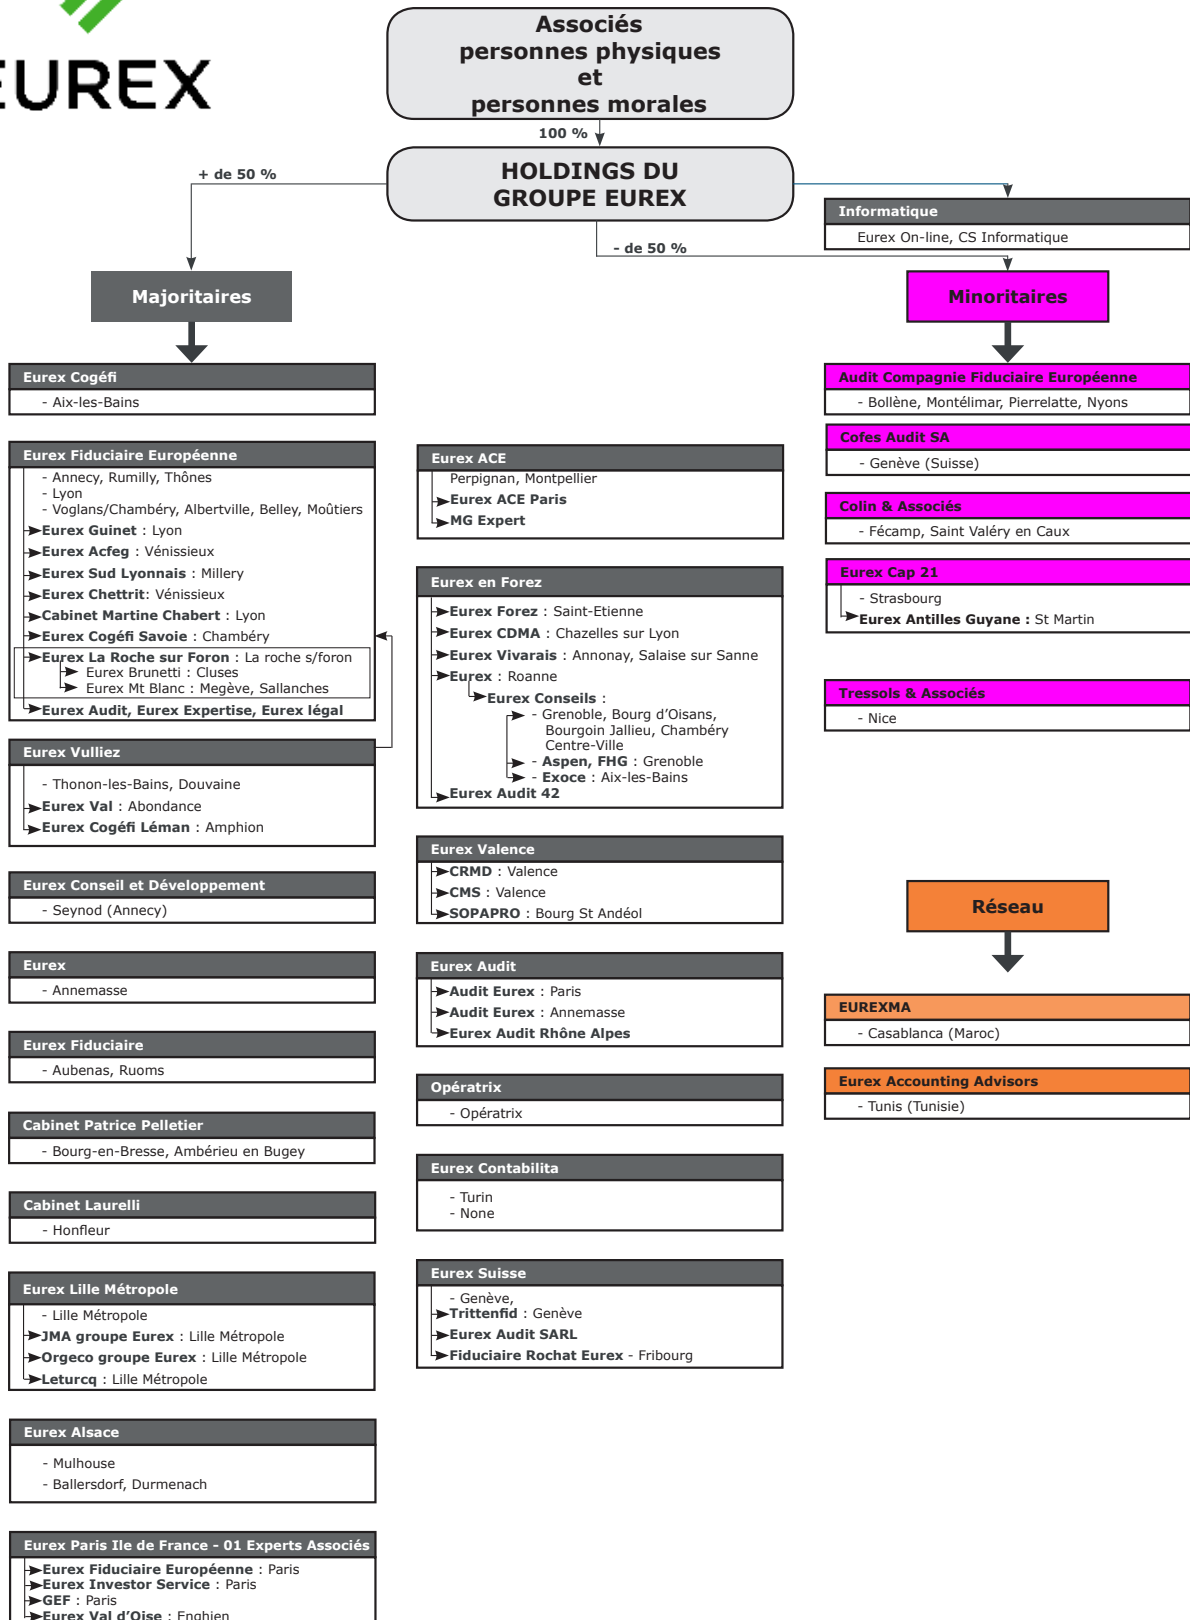 EUREX
Associés
personnes physiques
et
personnes morales
100 %
HOLDINGS DU
GROUPE EUREX
+ de 50 %
- de 50 %
Informatique
Eurex On-line, CS Informatique
Majoritaires
Minoritaires
Eurex Cogéfi
- Aix-les-Bains
Eurex Fiduciaire Européenne
- Annecy, Rumilly, Thônes
- Lyon
- Voglans/Chambéry, Albertville, Belley, Moûtiers
Eurex Guinet : Lyon
Eurex Acfeg : Vénissieux
Eurex Sud Lyonnais : Millery
Eurex Chettrit: Vénissieux
Cabinet Martine Chabert : Lyon
Eurex Cogéfi Savoie : Chambéry
Eurex La Roche sur Foron : La roche s/foron
Eurex Brunetti : Cluses
Eurex Mt Blanc : Megève, Sallanches
Eurex Audit, Eurex Expertise, Eurex légal
Eurex Vulliez
- Thonon-les-Bains, Douvaine
Eurex Val : Abondance
Eurex Cogéfi Léman : Amphion
Eurex Conseil et Développement
- Seynod (Annecy)
Eurex
- Annemasse
Eurex Fiduciaire
- Aubenas, Ruoms
Cabinet Patrice Pelletier
- Bourg-en-Bresse, Ambérieu en Bugey
Cabinet Laurelli
- Honfleur
Eurex Lille Métropole
- Lille Métropole
JMA groupe Eurex : Lille Métropole
Orgeco groupe Eurex : Lille Métropole
Leturcq : Lille Métropole
Eurex Alsace
- Mulhouse
- Ballersdorf, Durmenach
Eurex Paris Ile de France - 01 Experts Associés
Eurex Fiduciaire Européenne : Paris
Eurex Investor Service : Paris
GEF : Paris
Eurex Val d'Oise : Enghien
Eurex ACE
Perpignan, Montpellier
Eurex ACE Paris
MG Expert
Eurex en Forez
Eurex Forez : Saint-Etienne
Eurex CDMA : Chazelles sur Lyon
Eurex Vivarais : Annonay, Salaise sur Sanne
Eurex : Roanne
Eurex Conseils :
- Grenoble, Bourg d'Oisans,
Bourgoin Jallieu, Chambéry
Centre-Ville
- Aspen, FHG : Grenoble
- Exoce : Aix-les-Bains
Eurex Audit 42
Eurex Valence
CRMD : Valence
CMS : Valence
SOPAPRO : Bourg St Andéol
Eurex Audit
Audit Eurex : Paris
Audit Eurex : Annemasse
Eurex Audit Rhône Alpes
Opératrix
- Opératrix
Eurex Contabilita
- Turin
- None
Eurex Suisse
- Genève,
Trittenfid : Genève
Eurex Audit SARL
Fiduciaire Rochat Eurex - Fribourg
Audit Compagnie Fiduciaire Européenne
- Bollène, Montélimar, Pierrelatte, Nyons
Cofes Audit SA
- Genève (Suisse)
Colin & Associés
- Fécamp, Saint Valéry en Caux
Eurex Cap 21
- Strasbourg
Eurex Antilles Guyane : St Martin
Tressols & Associés
- Nice
Réseau
EUREXMA
- Casablanca (Maroc)
Eurex Accounting Advisors
- Tunis (Tunisie)